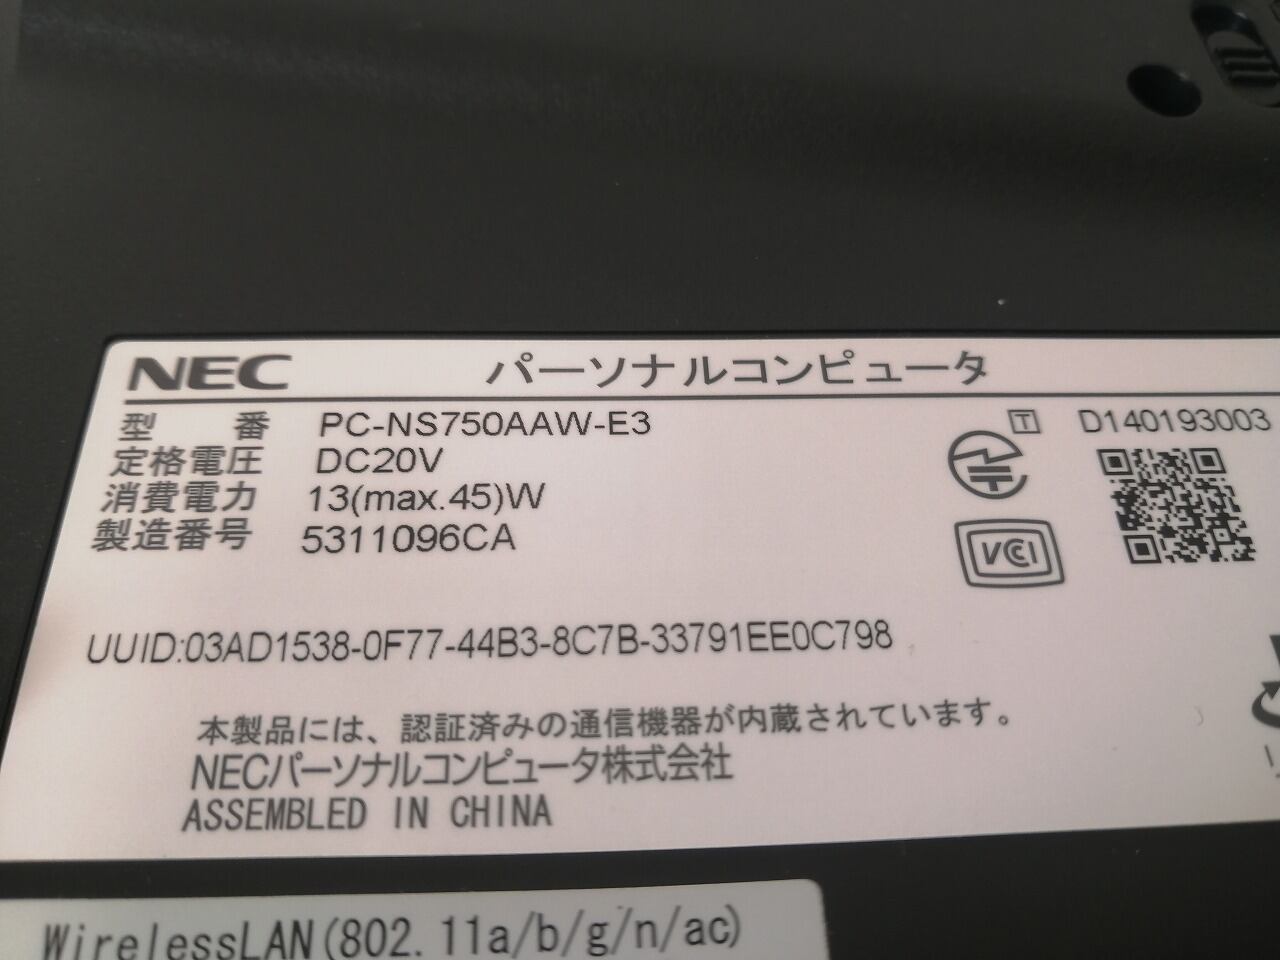 NEC パーソナルコンピュータ
型番 PC-NS750AAW-E3
定格電圧 DC20V
消費電力 13(max.45)W
製造番号 5311096CA
T D140193003
VCCI
UUID:03AD1538-0F77-44B3-8C7B-33791EE0C798
本製品には、認証済みの通信機器が内蔵されています。
NECパーソナルコンピュータ株式会社
ASSEMBLED IN CHINA
WirelessLAN(802.11a/b/g/n/ac)